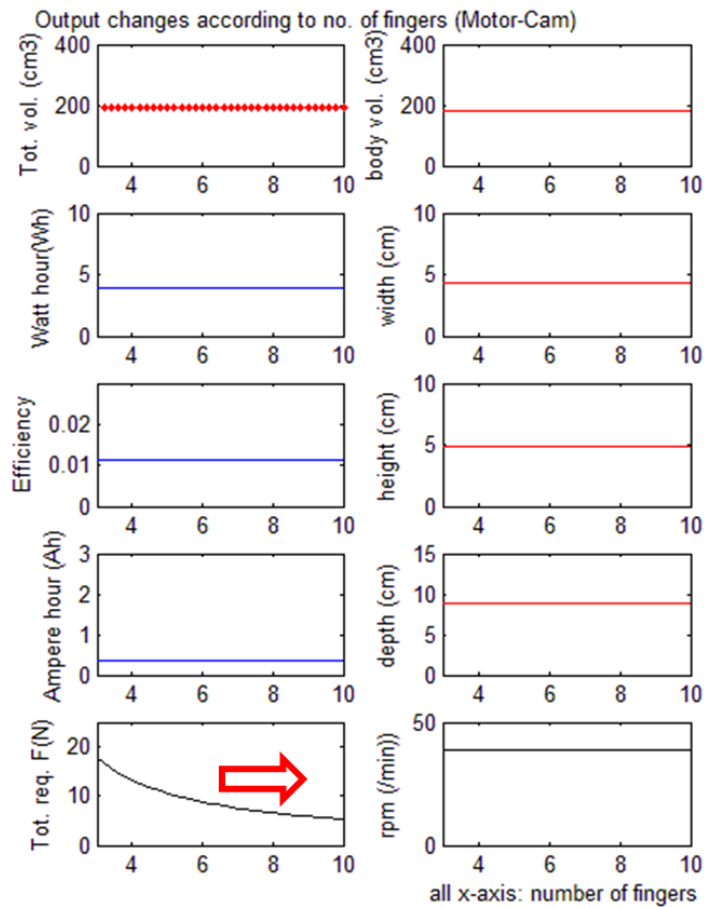 Output changes according to no. of fingers (Motor-Cam)
Tot. vol. (cm3)
400
200
0
4 6 8 10
body vol. (cm3)
400
200
0
4 6 8 10
Watt hour(Wh)
10
5
0
4 6 8 10
width (cm)
10
5
0
4 6 8 10
Efficiency
0.02
0.01
0
4 6 8 10
height (cm)
10
5
0
4 6 8 10
Ampere hour (Ah)
3
2
1
0
4 6 8 10
depth (cm)
15
10
5
0
4 6 8 10
Tot. req. F(N)
20
10
0
4 6 8 10
rpm (/min))
50
0
4 6 8 10
all x-axis: number of fingers